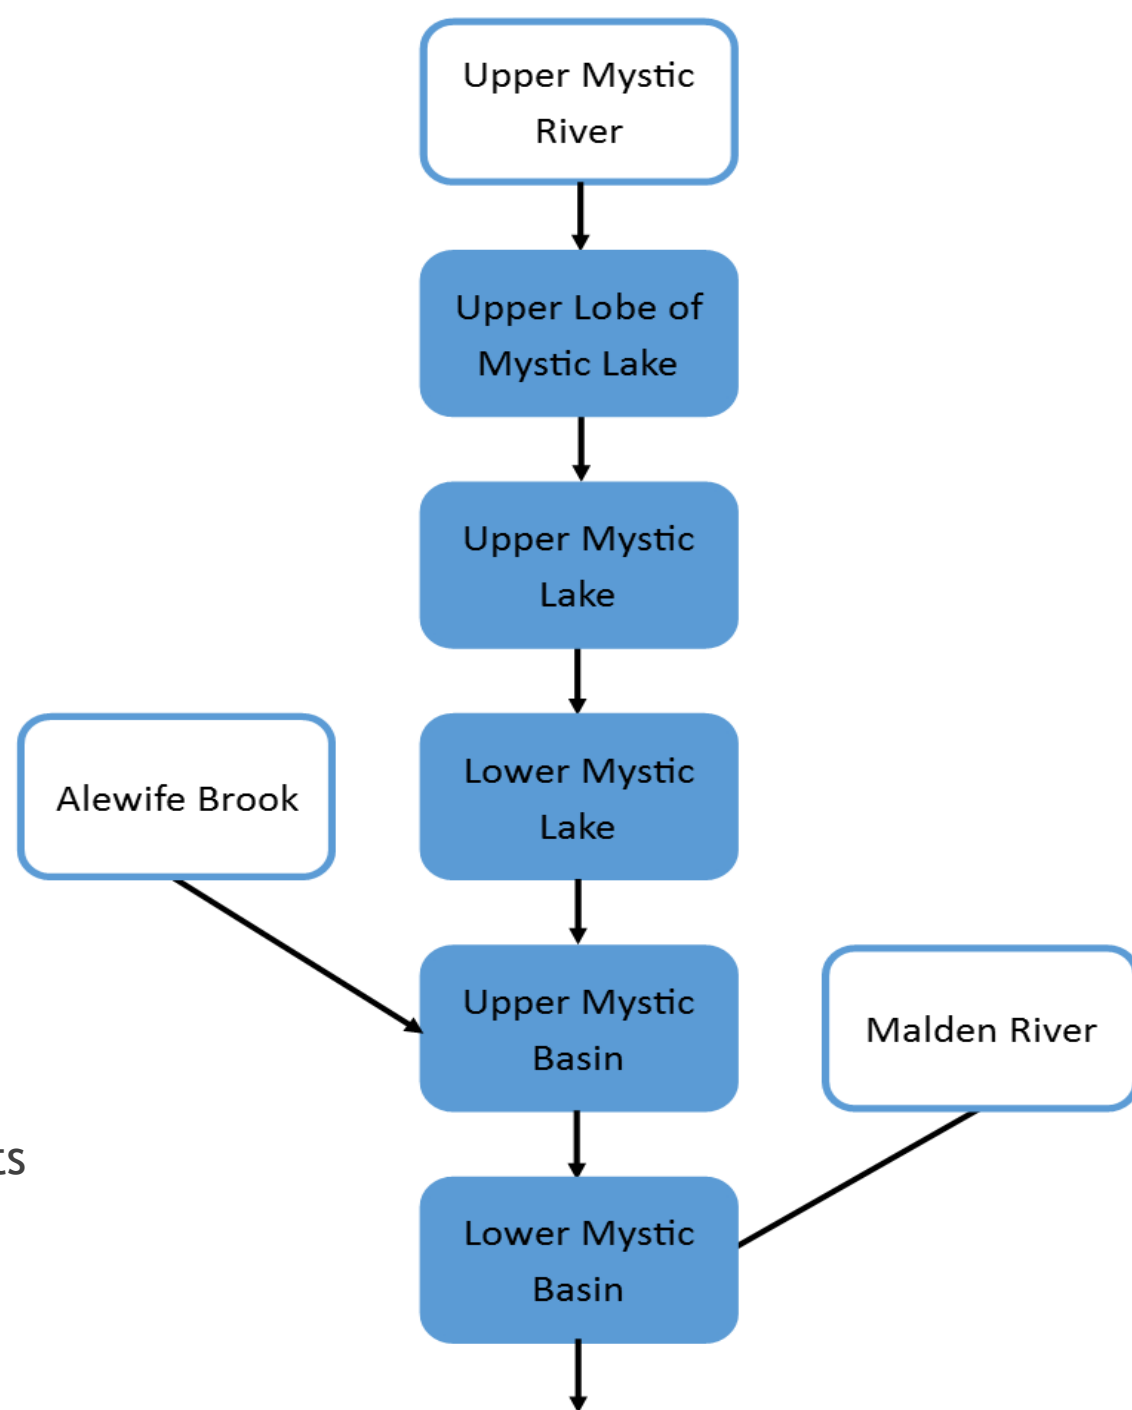 Upper Mystic
River
Upper Lobe of
Mystic Lake
Upper Mystic
Lake
Lower Mystic
Lake
Alewife Brook
Upper Mystic
Basin
Malden River
ts
Lower Mystic
Basin